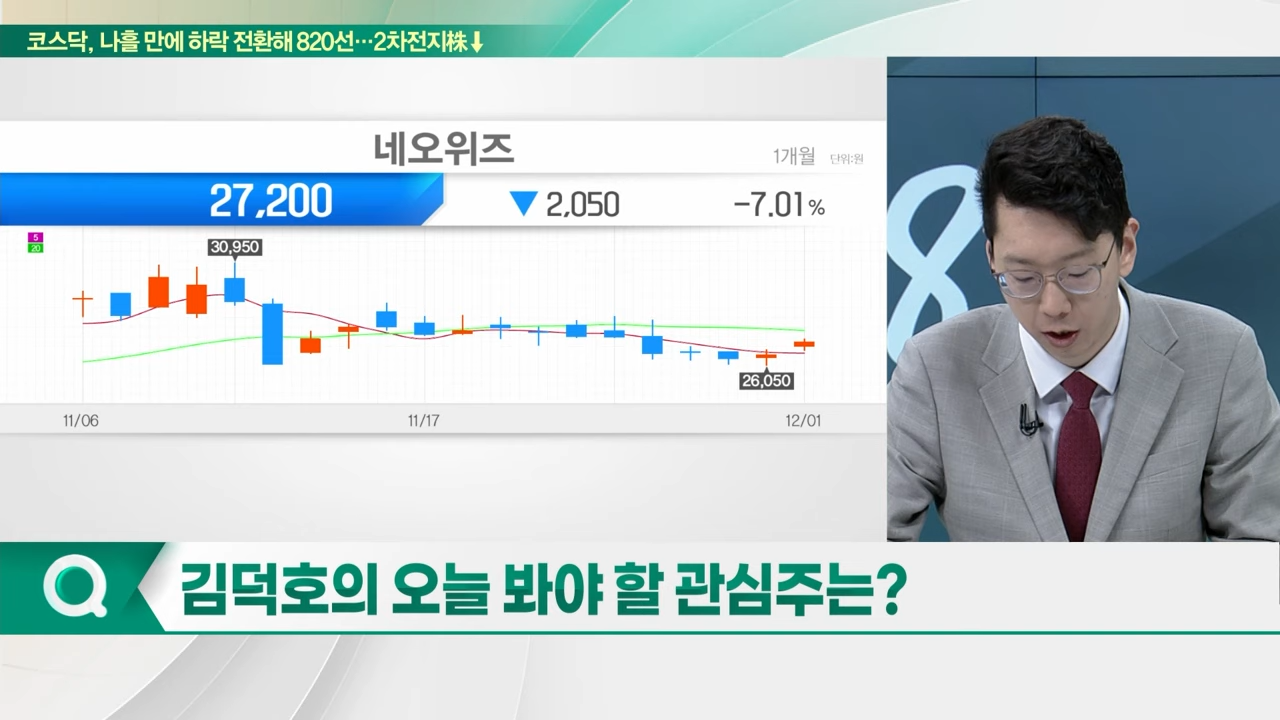 코스닥, 나흘 만에 하락 전환해 820선…2차전지株↓
네오위즈
1개월 단위:원
27,200 ▼ 2,050 -7.01%
5
20
30,950
26,050
11/06 11/17 12/01
8
김덕호의 오늘 봐야 할 관심주는?